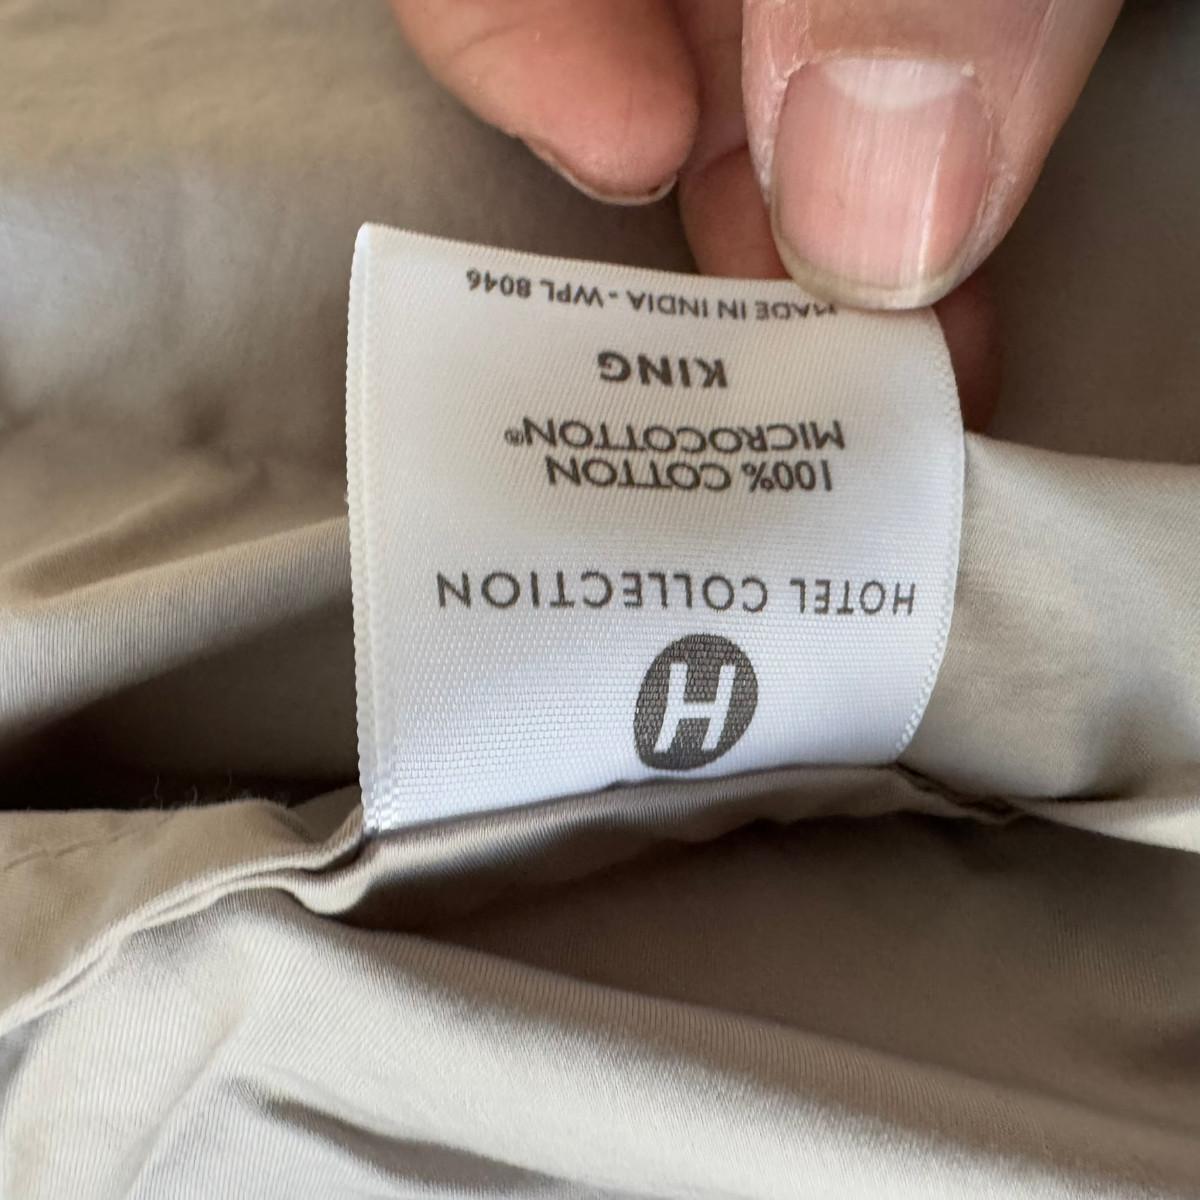 H
HOTEL COLLECTION
100% COTTON
MICROCOTTON®
KING
MADE IN INDIA - WPL 8046